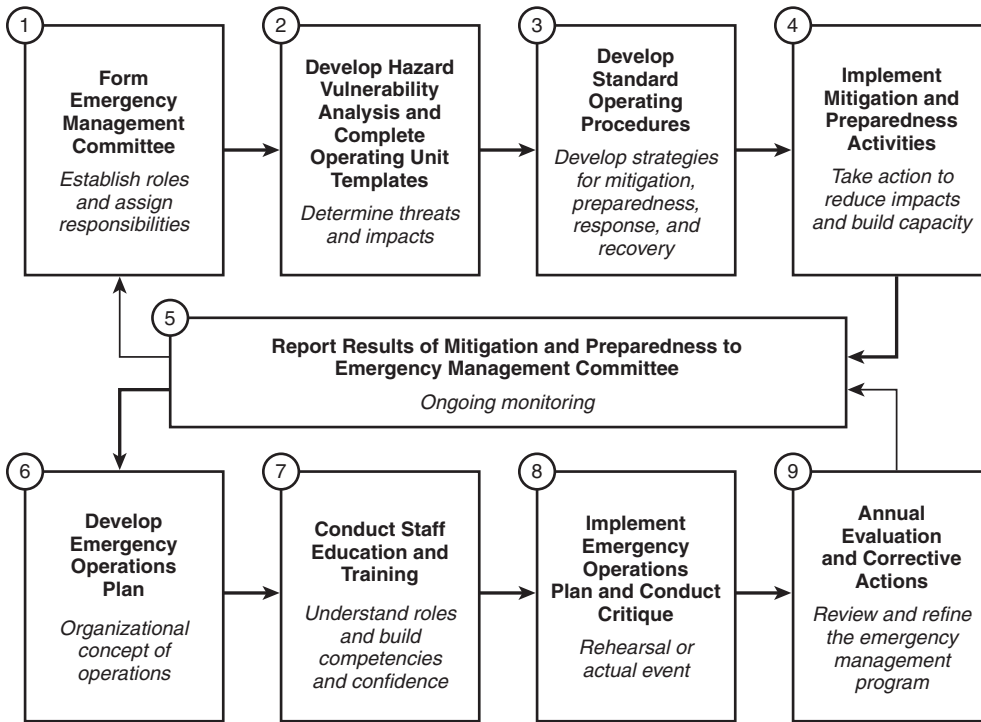 1
Form
Emergency
Management
Committee
Establish roles
and assign
responsibilities
2
Develop Hazard
Vulnerability
Analysis and
Complete
Operating Unit
Templates
Determine threats
and impacts
3
Develop
Standard
Operating
Procedures
Develop strategies
for mitigation,
preparedness,
response, and
recovery
4
Implement
Mitigation and
Preparedness
Activities
Take action to
reduce impacts
and build capacity
5
Report Results of Mitigation and Preparedness to
Emergency Management Committee
Ongoing monitoring
6
Develop
Emergency
Operations
Plan
Organizational
concept of
operations
7
Conduct Staff
Education and
Training
Understand roles
and build
competencies
and confidence
8
Implement
Emergency
Operations
Plan and Conduct
Critique
Rehearsal or
actual event
9
Annual
Evaluation
and Corrective
Actions
Review and refine
the emergency
management
program